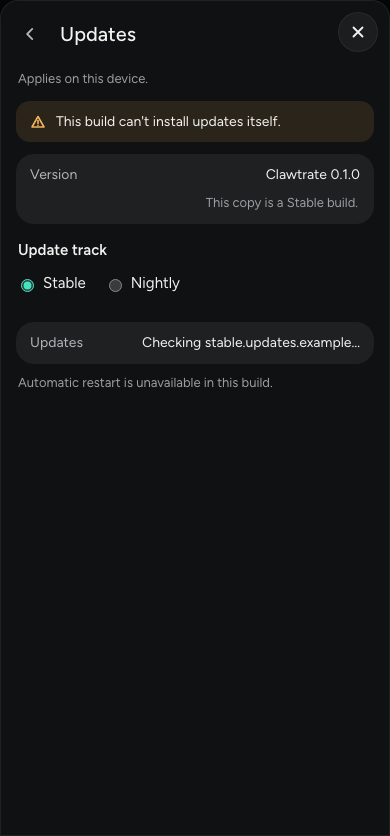 Updates
Applies on this device.
This build can't install updates itself.
Version
Clawtrate 0.1.0
This copy is a Stable build.
Update track
Stable
Nightly
Updates
Checking stable.updates.example…
Automatic restart is unavailable in this build.